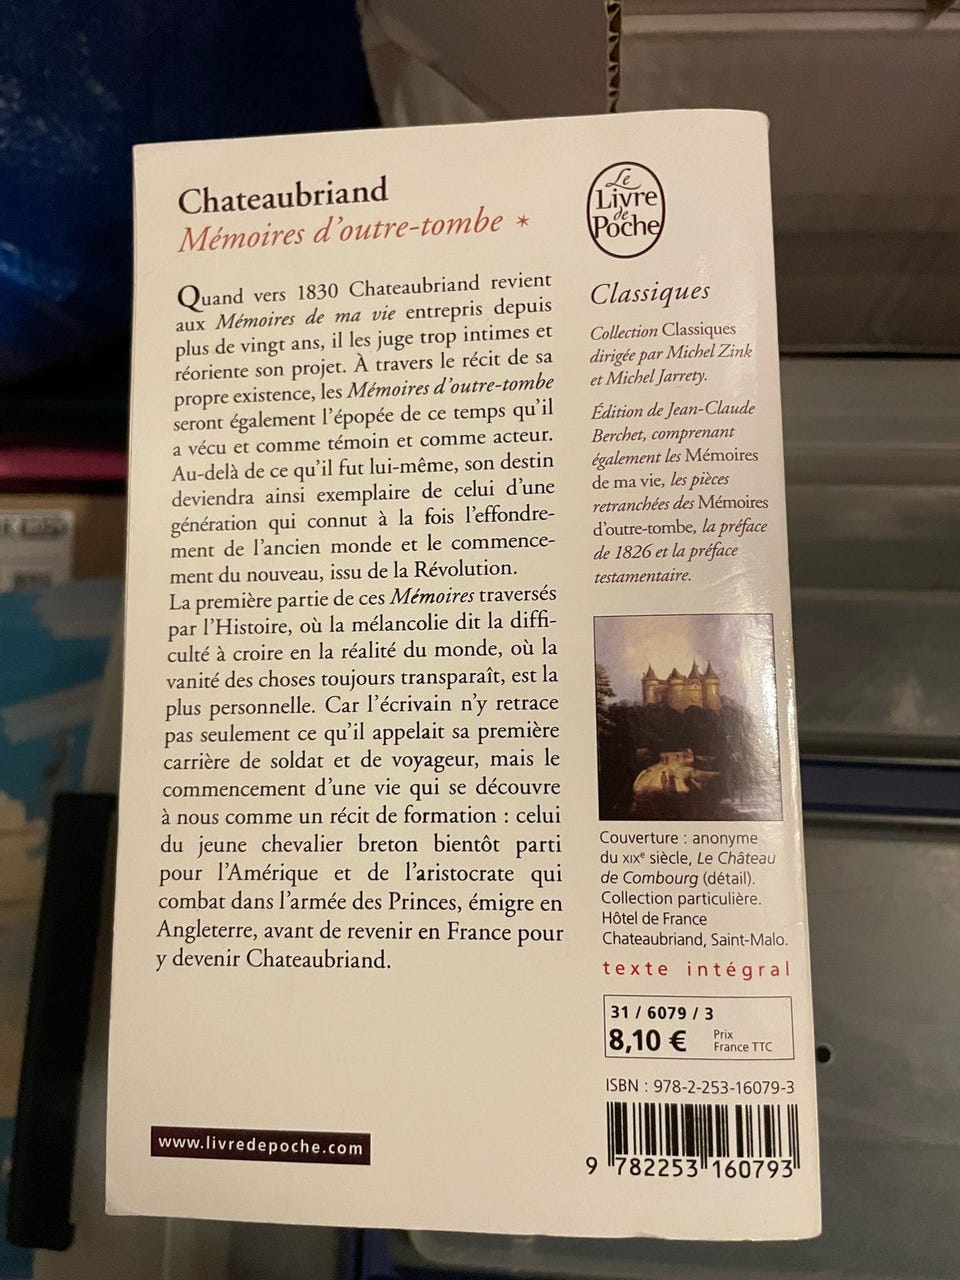 Chateaubriand
Mémoires d'outre-tombe *
Quand vers 1830 Chateaubriand revient
aux Mémoires de ma vie entrepris depuis
plus de vingt ans, il les juge trop intimes et
réoriente son projet. À travers le récit de sa
propre existence, les Mémoires d'outre-tombe
seront également l'épopée de ce temps qu'il
a vécu et comme témoin et comme acteur.
Au-delà de ce qu'il fut lui-même, son destin
deviendra ainsi exemplaire de celui d'une
génération qui connut à la fois l'effondre-
ment de l'ancien monde et le commence-
ment du nouveau, issu de la Révolution.
La première partie de ces Mémoires traversés
par l'Histoire, où la mélancolie dit la diffi-
culté à croire en la réalité du monde, où la
vanité des choses toujours transparaît, est la
plus personnelle. Car l'écrivain n'y retrace
pas seulement ce qu'il appelait sa première
carrière de soldat et de voyageur, mais le
commencement d'une vie qui se découvre
à nous comme un récit de formation : celui
du jeune chevalier breton bientôt parti
pour l'Amérique et de l'aristocrate qui
combat dans l'armée des Princes, émigre en
Angleterre, avant de revenir en France pour
y devenir Chateaubriand.
www.livredepoche.com
Le
Livre
de
Poche
Classiques
Collection Classiques
dirigée par Michel Zink
et Michel Jarrety.
Édition de Jean-Claude
Berchet, comprenant
également les Mémoires
de ma vie, les pièces
retranchées des Mémoires
d'outre-tombe, la préface
de 1826 et la préface
testamentaire.
Couverture : anonyme
du XIXe siècle, Le Château
de Combourg (détail).
Collection particulière.
Hôtel de France
Chateaubriand, Saint-Malo.
texte intégral
31 / 6079 / 3
8,10 € Prix
France TTC
ISBN : 978-2-253-16079-3
9 782253 160793